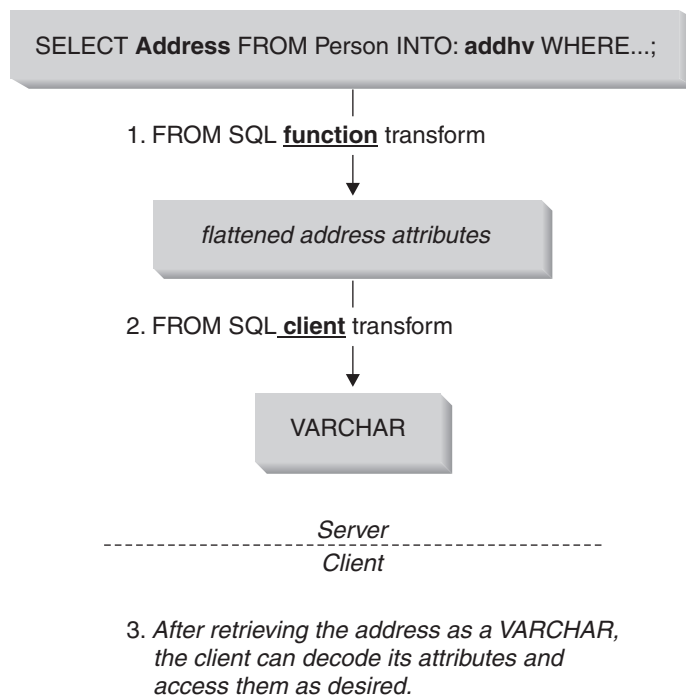 SELECT Address FROM Person INTO: addhv WHERE...;
1. FROM SQL function transform
flattened address attributes
2. FROM SQL client transform
VARCHAR
Server
Client
3. After retrieving the address as a VARCHAR,
the client can decode its attributes and
access them as desired.